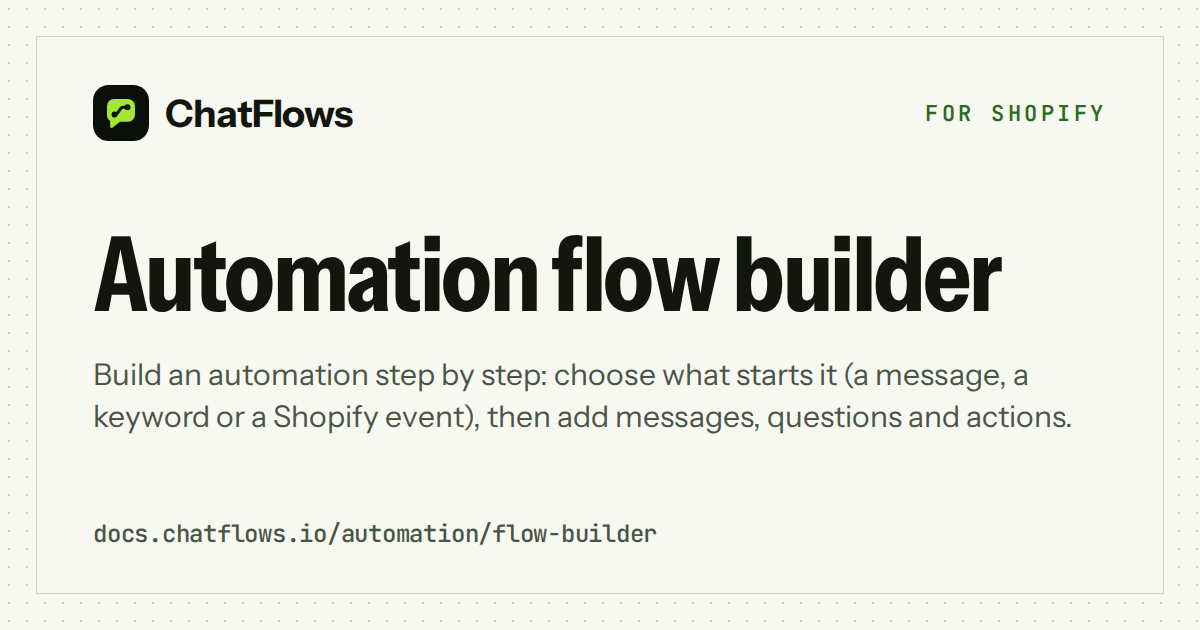 ChatFlows
FOR SHOPIFY
Automation flow builder
Build an automation step by step: choose what starts it (a message, a
keyword or a Shopify event), then add messages, questions and actions.
docs.chatflows.io/automation/flow-builder